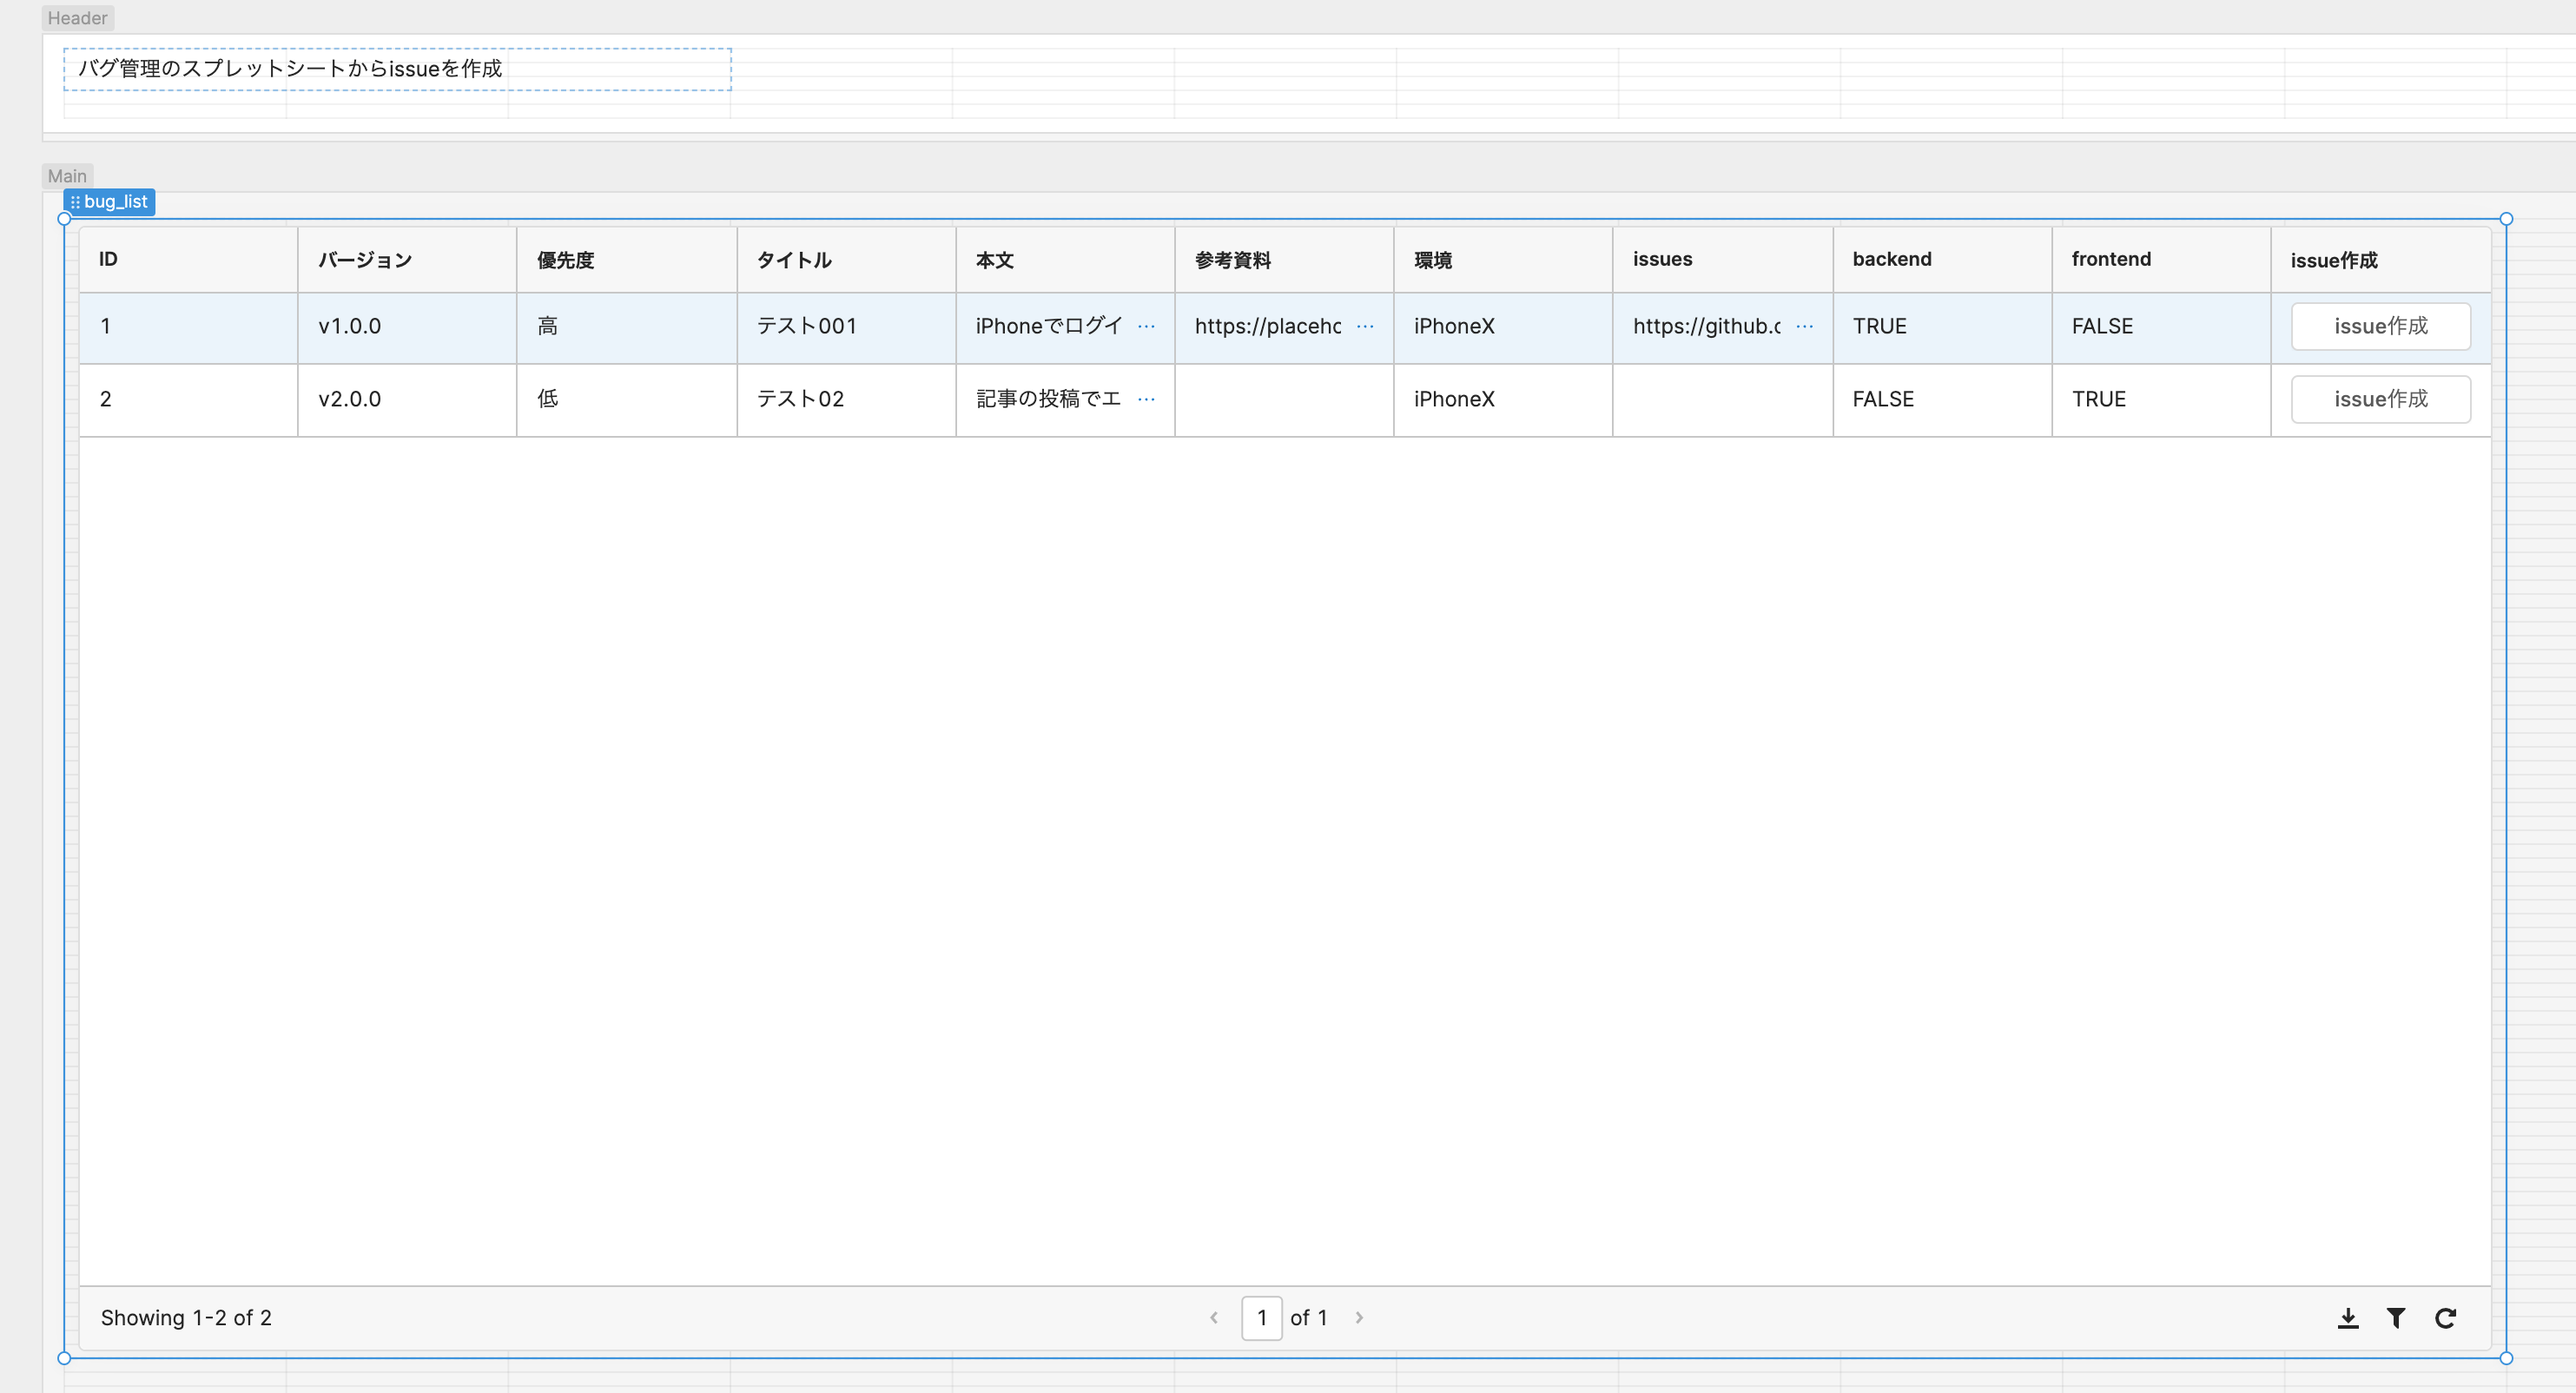 Header
バグ管理のスプレットシートからissueを作成
Main
bug_list
ID バージョン 優先度 タイトル 本文 参考資料 環境 issues backend frontend issue作成
1 v1.0.0 高 テスト001 iPhoneでログイ … https://placehc … iPhoneX https://github.c … TRUE FALSE issue作成
2 v2.0.0 低 テスト02 記事の投稿でエ … iPhoneX FALSE TRUE issue作成
Showing 1-2 of 2 1 of 1